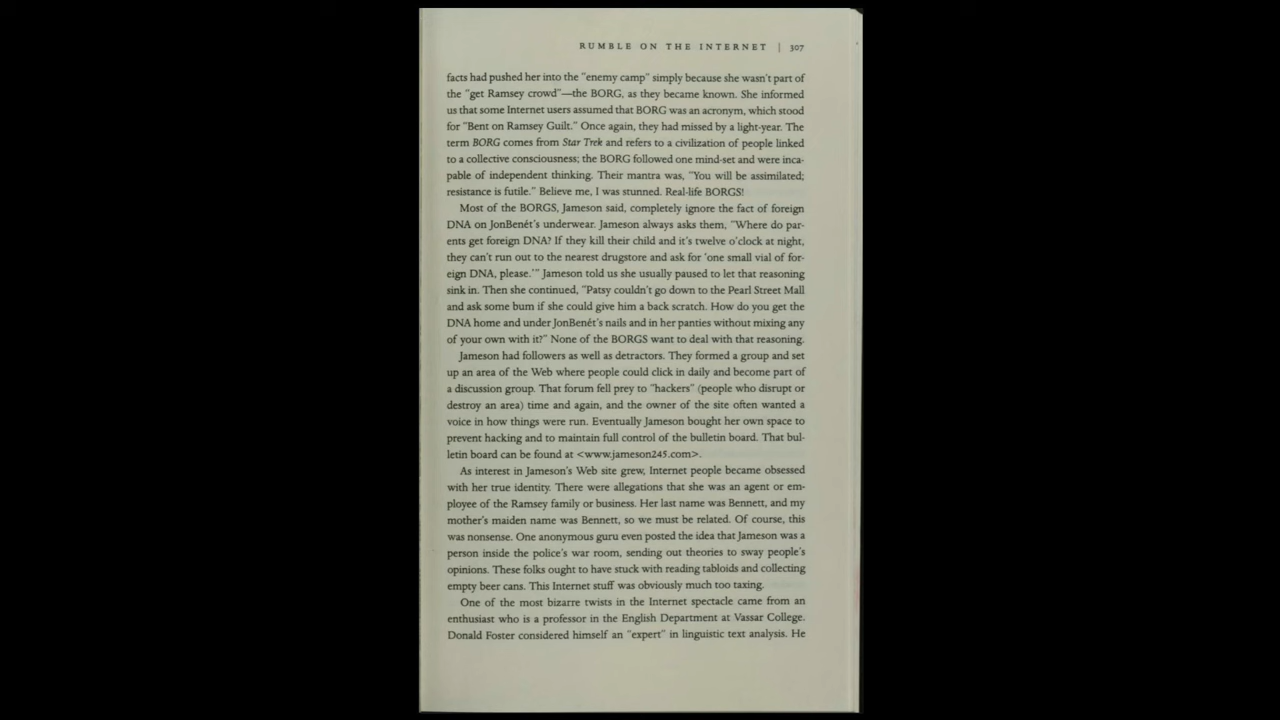 RUMBLE ON THE INTERNET | 307
facts had pushed her into the "enemy camp" simply because she wasn't part of
the "get Ramsey crowd"—the BORG, as they became known. She informed
us that some Internet users assumed that BORG was an acronym, which stood
for "Bent on Ramsey Guilt." Once again, they had missed by a light-year. The
term BORG comes from Star Trek and refers to a civilization of people linked
to a collective consciousness; the BORG followed one mind-set and were inca-
pable of independent thinking. Their mantra was, "You will be assimilated;
resistance is futile." Believe me, I was stunned. Real-life BORGS!
Most of the BORGS, Jameson said, completely ignore the fact of foreign
DNA on JonBenét's underwear. Jameson always asks them, "Where do par-
ents get foreign DNA? If they kill their child and it's twelve o'clock at night,
they can't run out to the nearest drugstore and ask for 'one small vial of for-
eign DNA, please.'" Jameson told us she usually paused to let that reasoning
sink in. Then she continued, "Patsy couldn't go down to the Pearl Street Mall
and ask some bum if she could give him a back scratch. How do you get the
DNA home and under JonBenét's nails and in her panties without mixing any
of your own with it?" None of the BORGS want to deal with that reasoning.
Jameson had followers as well as detractors. They formed a group and set
up an area of the Web where people could click in daily and become part of
a discussion group. That forum fell prey to "hackers" (people who disrupt or
destroy an area) time and again, and the owner of the site often wanted a
voice in how things were run. Eventually Jameson bought her own space to
prevent hacking and to maintain full control of the bulletin board. That bul-
letin board can be found at <www.jameson245.com>.
As interest in Jameson's Web site grew, Internet people became obsessed
with her true identity. There were allegations that she was an agent or em-
ployee of the Ramsey family or business. Her last name was Bennett, and my
mother's maiden name was Bennett, so we must be related. Of course, this
was nonsense. One anonymous guru even posted the idea that Jameson was a
person inside the police's war room, sending out theories to sway people's
opinions. These folks ought to have stuck with reading tabloids and collecting
empty beer cans. This Internet stuff was obviously much too taxing.
One of the most bizarre twists in the Internet spectacle came from an
enthusiast who is a professor in the English Department at Vassar College.
Donald Foster considered himself an "expert" in linguistic text analysis. He